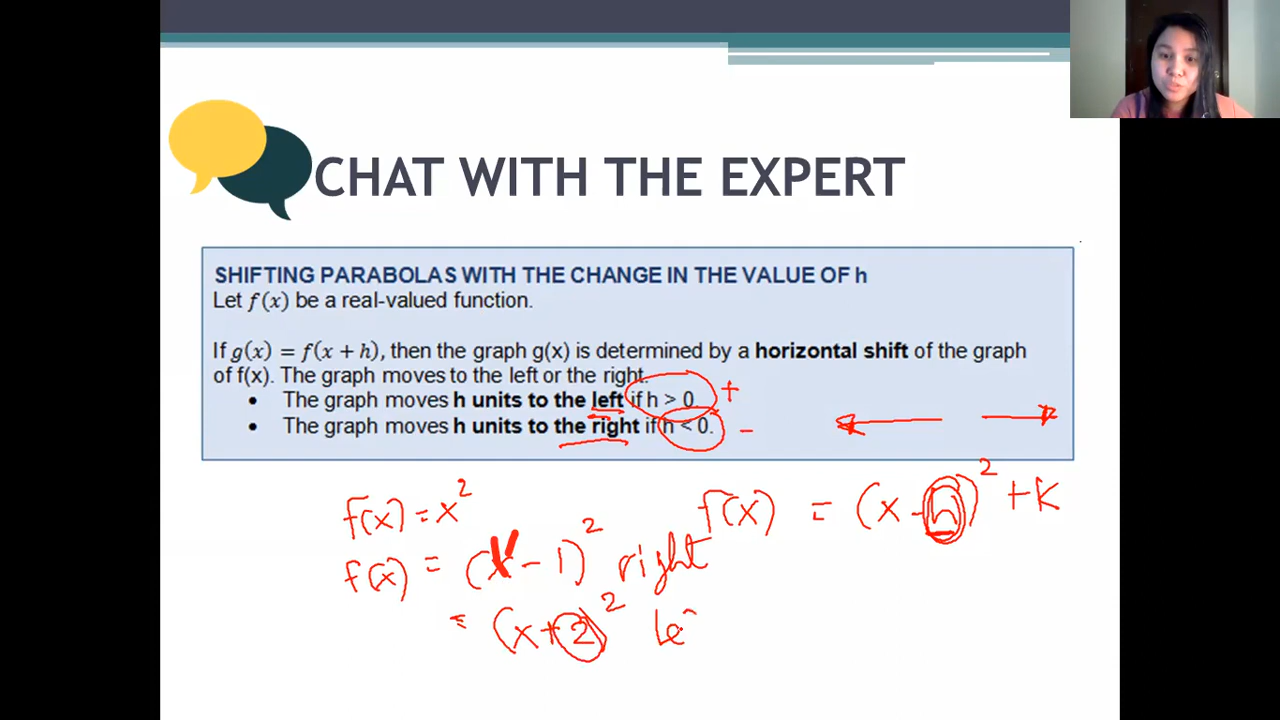 CHAT WITH THE EXPERT
SHIFTING PARABOLAS WITH THE CHANGE IN THE VALUE OF h
Let f(x) be a real-valued function.
If g(x) = f(x + h), then the graph g(x) is determined by a horizontal shift of the graph
of f(x). The graph moves to the left or the right.
• The graph moves h units to the left if h > 0. +
• The graph moves h units to the right if h < 0. -
f(x) = x²
f(x) = (x - h)² + K
f(x) = (x - 1)² right
= (x + 2)² le